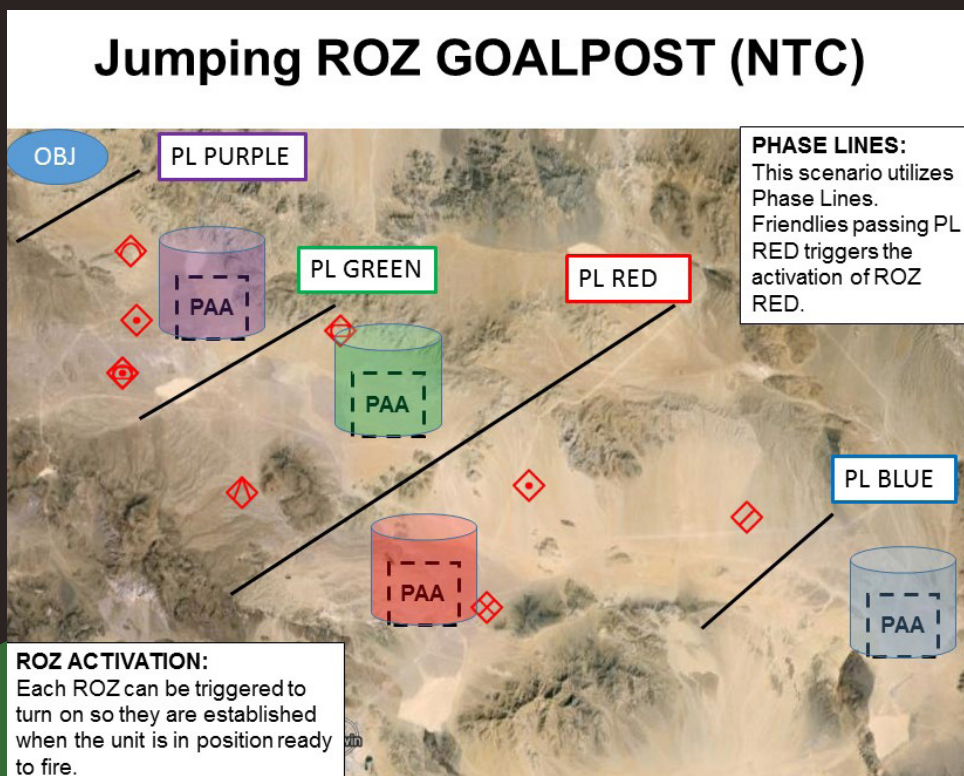 Jumping ROZ GOALPOST (NTC)
OBJ
PL PURPLE
PHASE LINES:
This scenario utilizes
Phase Lines.
Friendlies passing PL
RED triggers the
activation of ROZ
RED.
PL GREEN
PL RED
PAA
PAA
PL BLUE
PAA
PAA
ROZ ACTIVATION:
Each ROZ can be triggered to
turn on so they are established
when the unit is in position ready
to fire.